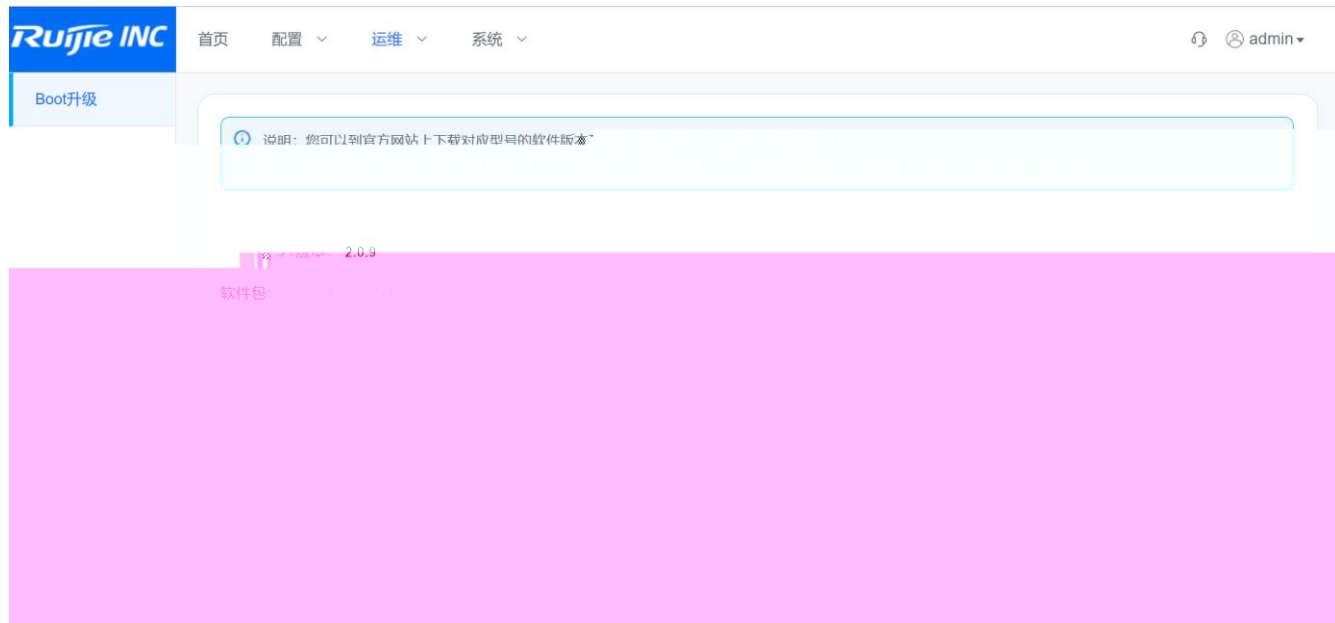 Ruijie INC 首页 配置 运维 系统 admin
Boot升级
说明：您可以到官方网站上下载对应型号的软件版本
版本： 2.0.9
软件包：